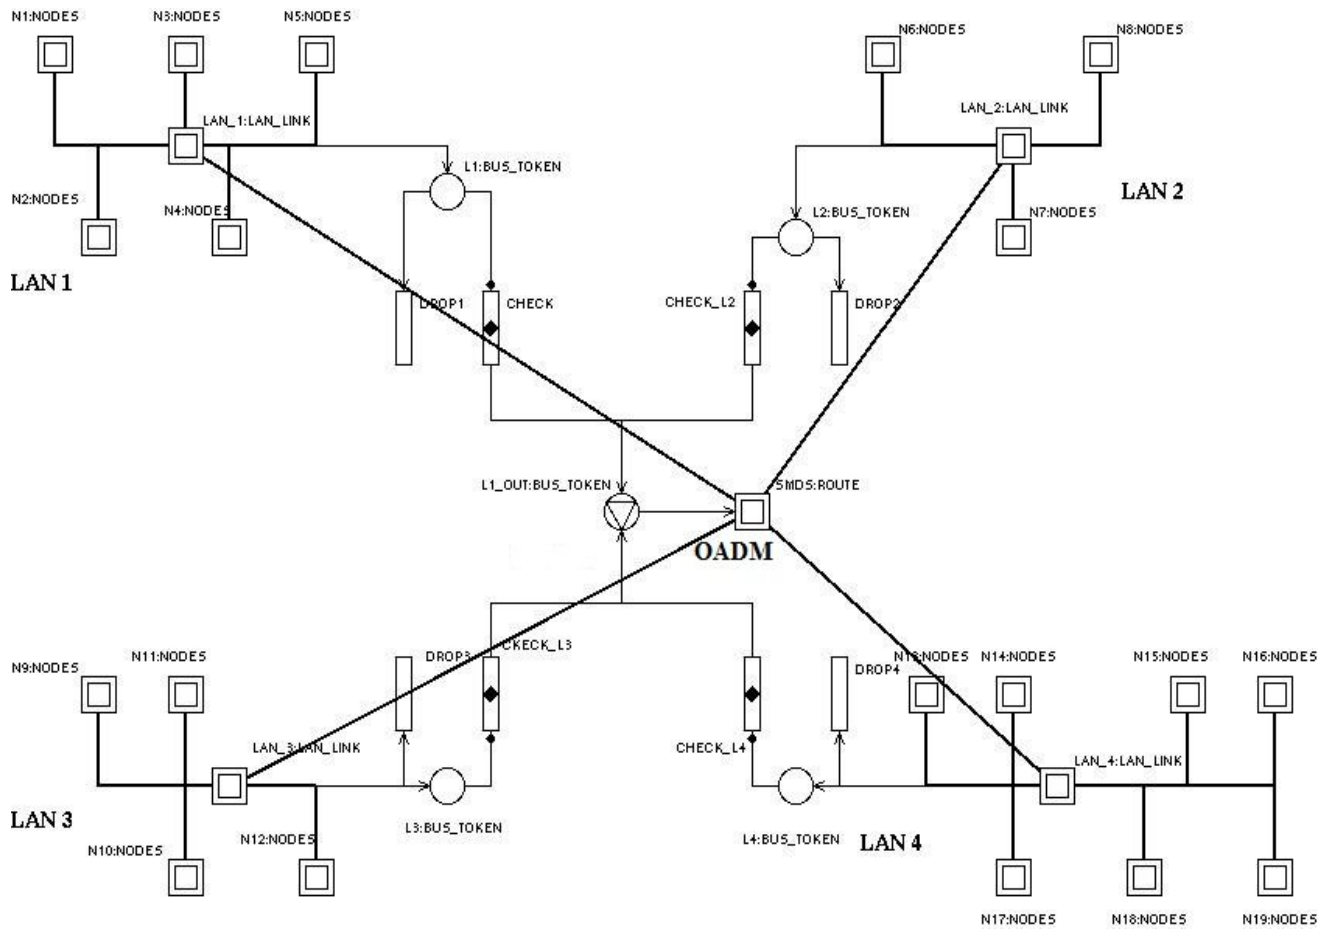 N1:NODES
N3:NODES
N5:NODES
N6:NODES
N8:NODES
LAN_1:LAN_LINK
LAN_2:LAN_LINK
L1:BUS_TOKEN
N2:NODES
N4:NODES
LAN 2
L2:BUS_TOKEN
N7:NODES
LAN 1
DROP1
CHECK
CHECK_L2
DROP2
L1_OUT:BUS_TOKEN
SMDS:ROUTE
OADM
N9:NODES
N11:NODES
DROP3
CKECK_L3
DROP4
N13:NODES
N14:NODES
N15:NODES
N16:NODES
LAN_3:LAN_LINK
CHECK_L4
LAN_4:LAN_LINK
LAN 3
L3:BUS_TOKEN
N10:NODES
N12:NODES
L4:BUS_TOKEN
LAN 4
N17:NODES
N18:NODES
N19:NODES